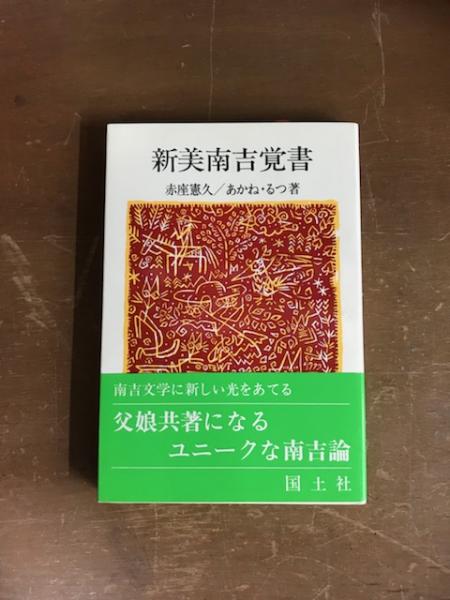 新美南吉覚書
赤座憲久／あかね・るつ著
南吉文学に新しい光をあてる
父娘共著になる
ユニークな南吉論
国土社